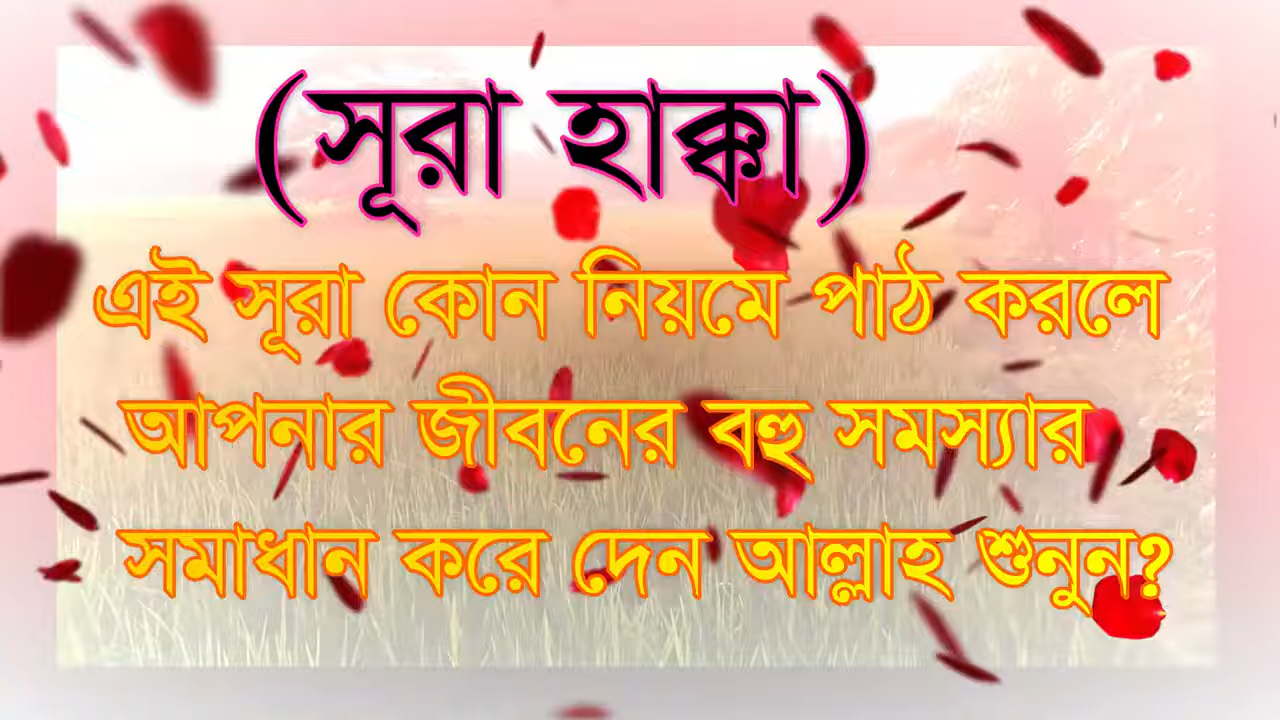 (সূরা হাক্কা)
এই সূরা কোন নিয়মে পাঠ করলে
আপনার জীবনের বহু সমস্যার
সমাধান করে দেন আল্লাহ শুনুন?